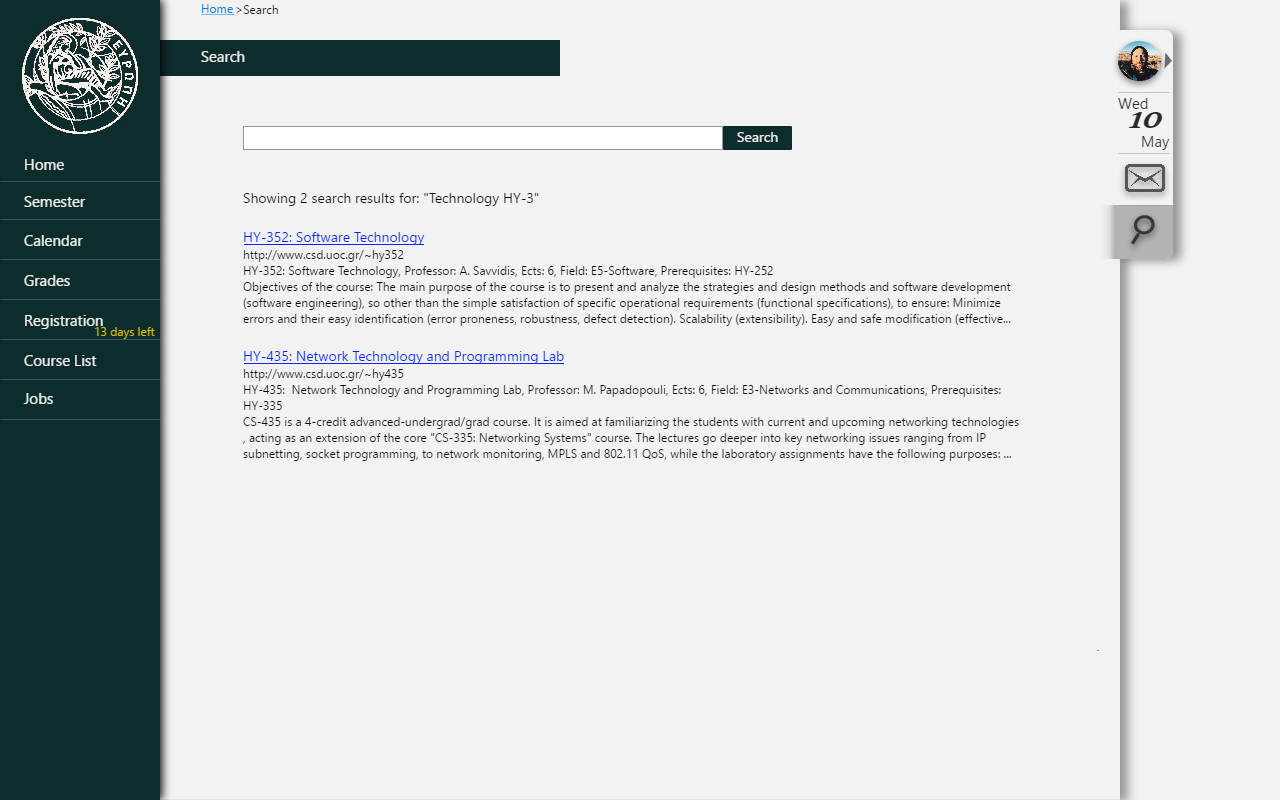 Home >Search
ΕΥΡΩΠΗ
Search
Search
Wed
10
May
Home
Semester
Calendar
Grades
Registration
13 days left
Course List
Jobs
Showing 2 search results for: "Technology HY-3"
HY-352: Software Technology
http://www.csd.uoc.gr/~hy352
HY-352: Software Technology, Professor: A. Savvidis, Ects: 6, Field: E5-Software, Prerequisites: HY-252
Objectives of the course: The main purpose of the course is to present and analyze the strategies and design methods and software development
(software engineering), so other than the simple satisfaction of specific operational requirements (functional specifications), to ensure: Minimize
errors and their easy identification (error proneness, robustness, defect detection). Scalability (extensibility). Easy and safe modification (effective...
HY-435: Network Technology and Programming Lab
http://www.csd.uoc.gr/~hy435
HY-435:  Network Technology and Programming Lab, Professor: M. Papadopouli, Ects: 6, Field: E3-Networks and Communications, Prerequisites:
HY-335
CS-435 is a 4-credit advanced-undergrad/grad course. It is aimed at familiarizing the students with current and upcoming networking technologies
, acting as an extension of the core "CS-335: Networking Systems" course. The lectures go deeper into key networking issues ranging from IP
subnetting, socket programming, to network monitoring, MPLS and 802.11 QoS, while the laboratory assignments have the following purposes: ...